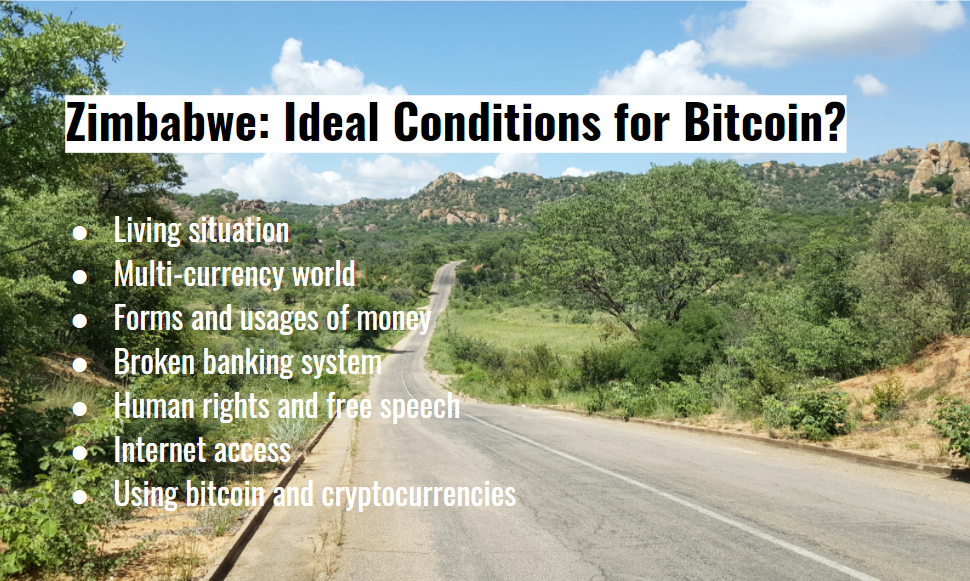 Zimbabwe: Ideal Conditions for Bitcoin?
● Living situation
● Multi-currency world
● Forms and usages of money
● Broken banking system
● Human rights and free speech
● Internet access
● Using bitcoin and cryptocurrencies